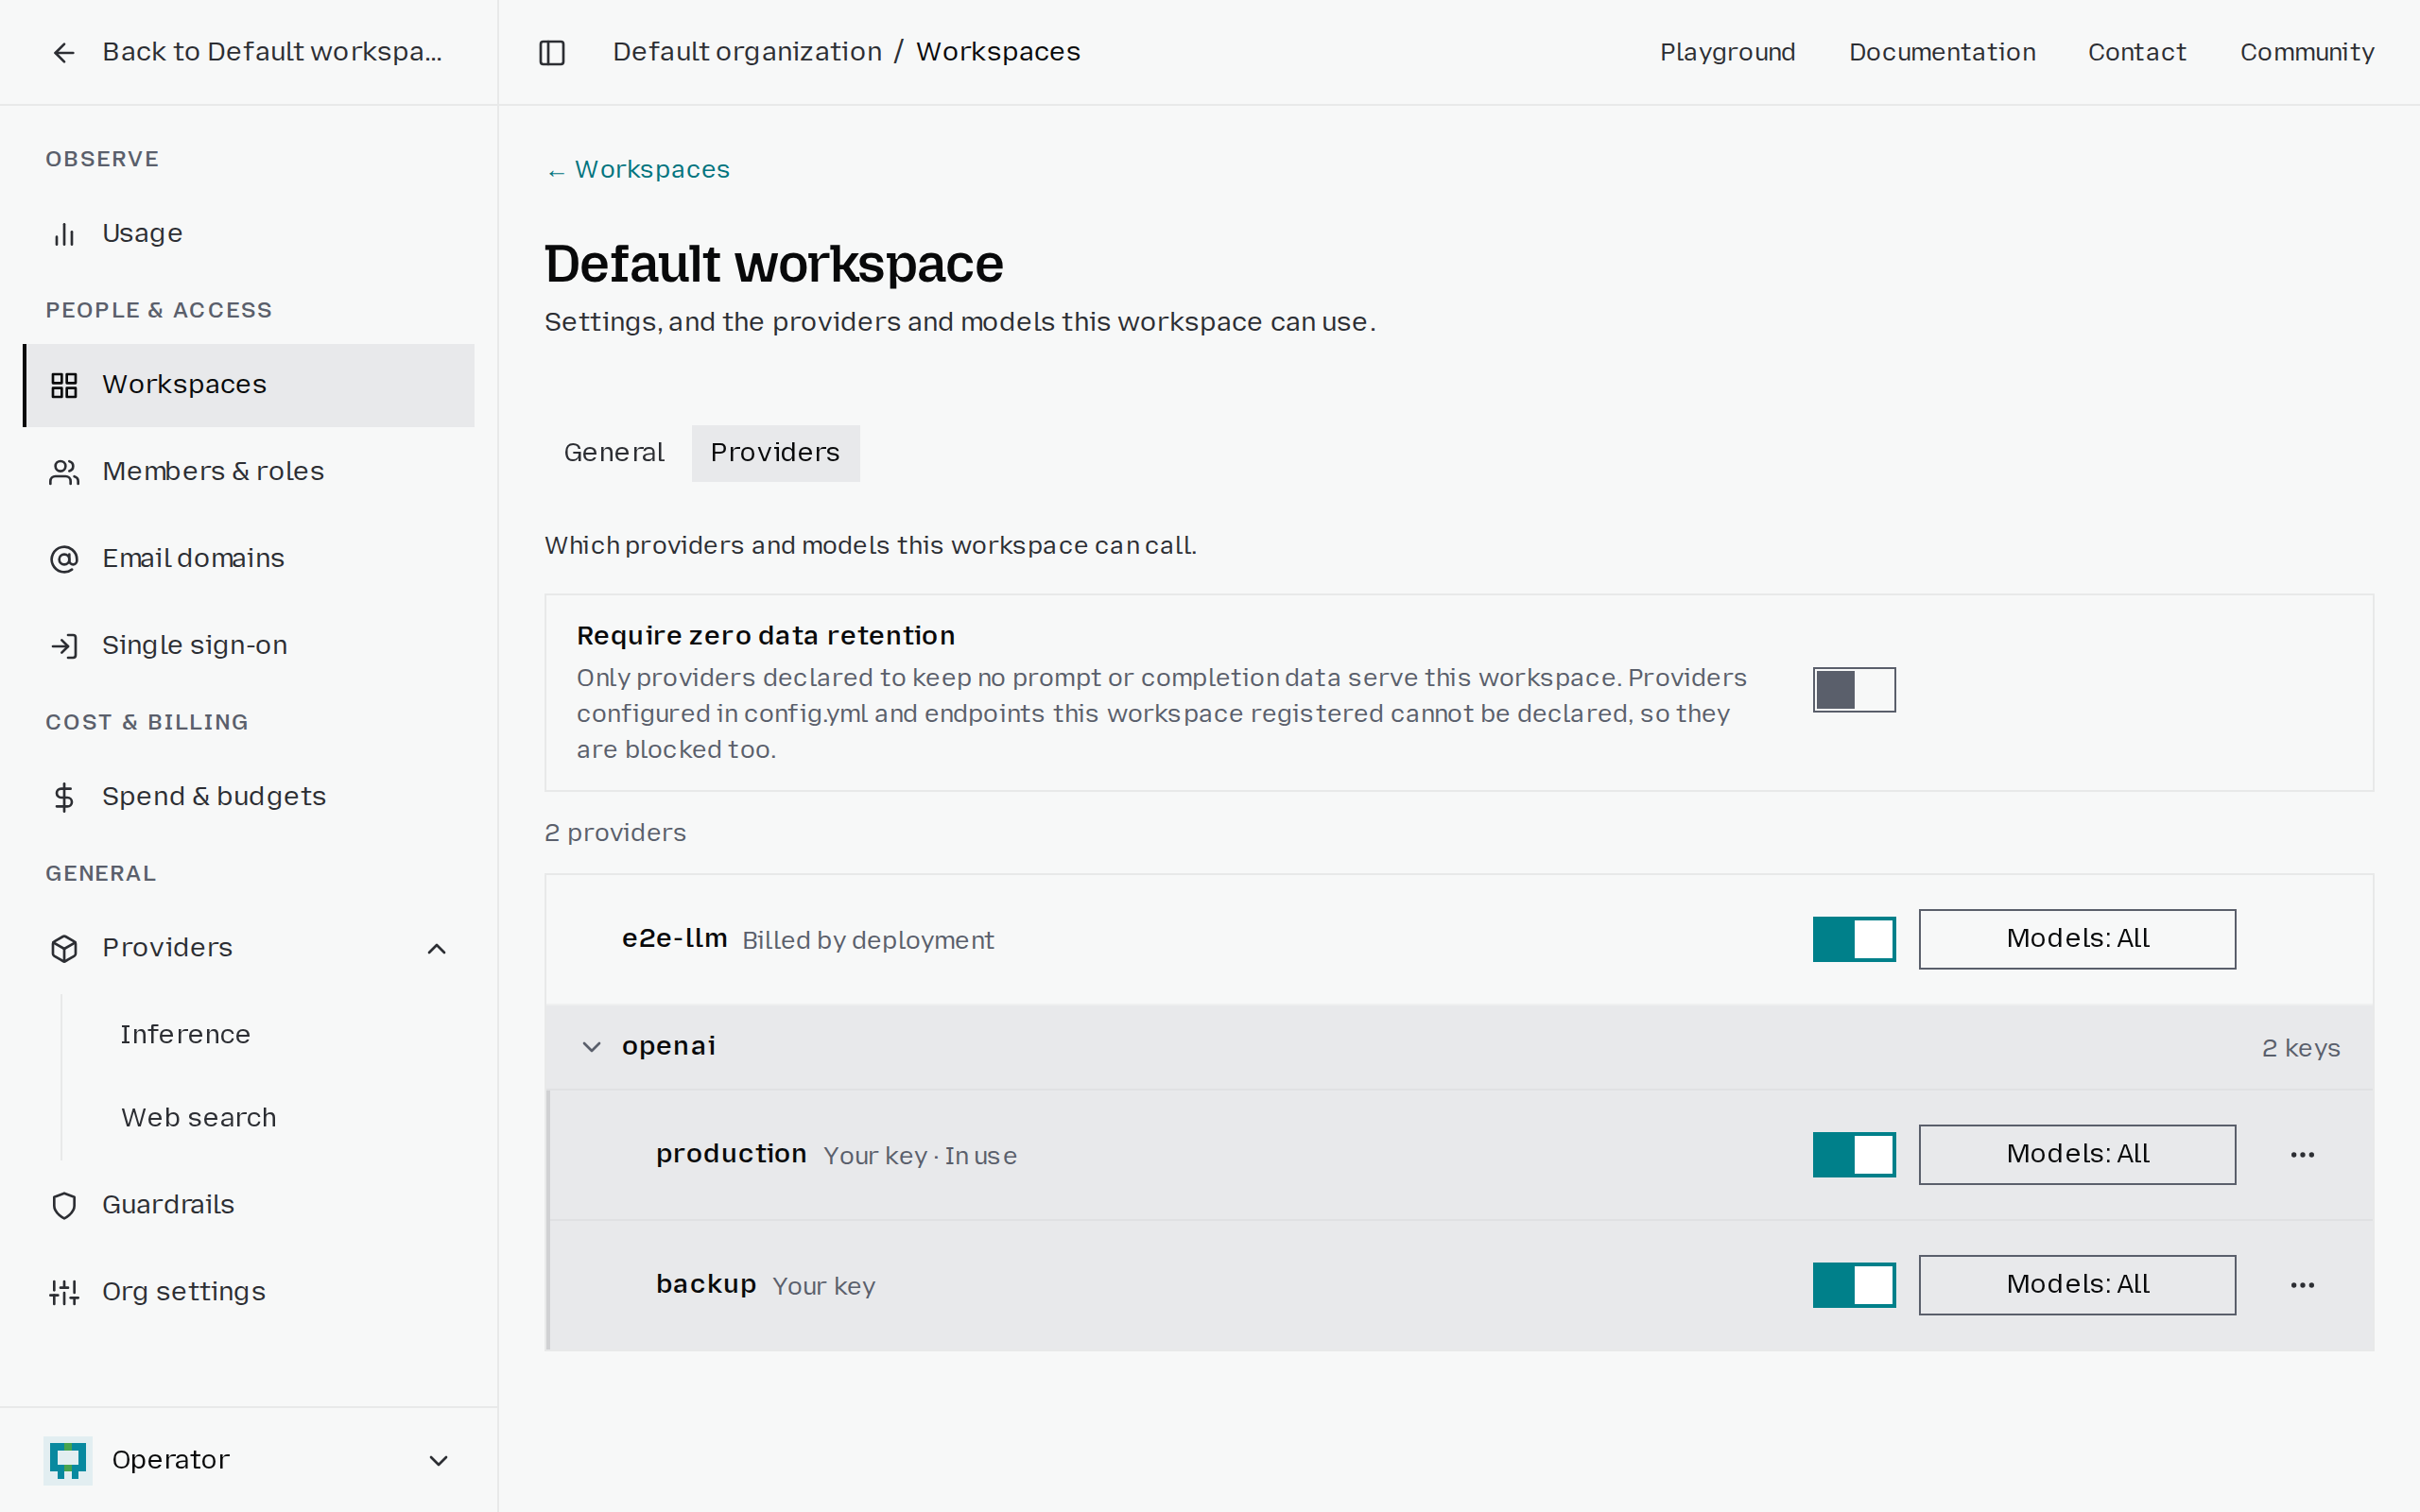 Back to Default workspa...
Default organization / Workspaces
Playground
Documentation
Contact
Community
OBSERVE
Usage
PEOPLE & ACCESS
Workspaces
Members & roles
Email domains
Single sign-on
COST & BILLING
Spend & budgets
GENERAL
Providers
Inference
Web search
Guardrails
Org settings
Operator
← Workspaces
Default workspace
Settings, and the providers and models this workspace can use.
General
Providers
Which providers and models this workspace can call.
Require zero data retention
Only providers declared to keep no prompt or completion data serve this workspace. Providers
configured in config.yml and endpoints this workspace registered cannot be declared, so they
are blocked too.
2 providers
e2e-llm Billed by deployment
Models: All
openai
2 keys
production Your key · In use
Models: All
backup Your key
Models: All